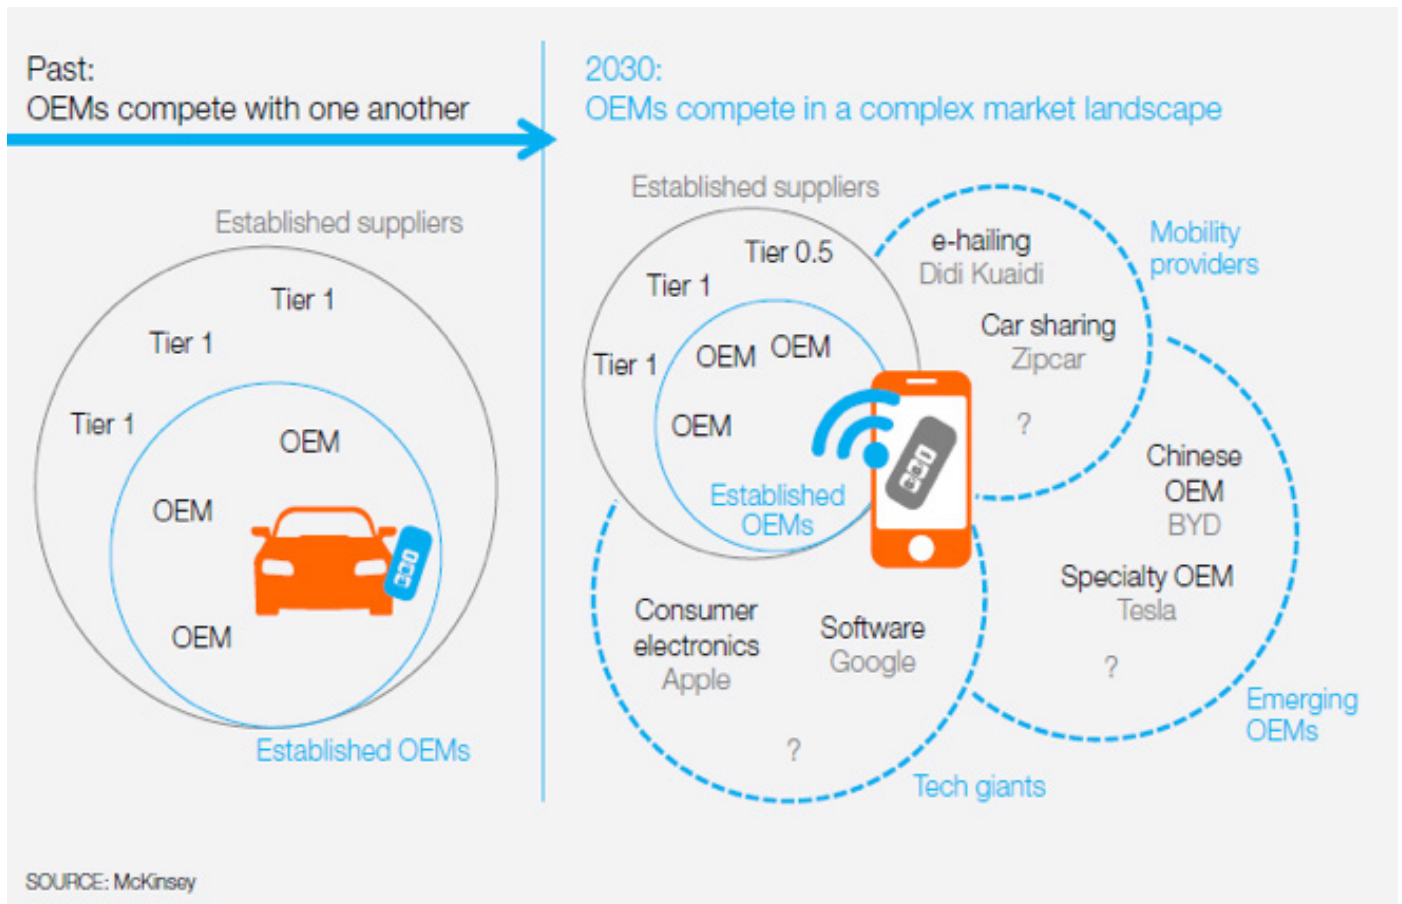 Past:
OEMs compete with one another
Established suppliers
Tier 1
Tier 1
Tier 1
OEM
OEM
OEM
Established OEMs
2030:
OEMs compete in a complex market landscape
Established suppliers
Tier 0.5
Tier 1
Tier 1
OEM
OEM
OEM
Established
OEMs
e-hailing
Didi Kuaidi
Car sharing
Zipcar
?
Mobility
providers
Chinese
OEM
BYD
Specialty OEM
Tesla
?
Emerging
OEMs
Consumer
electronics
Apple
Software
Google
?
Tech giants
SOURCE: McKinsey